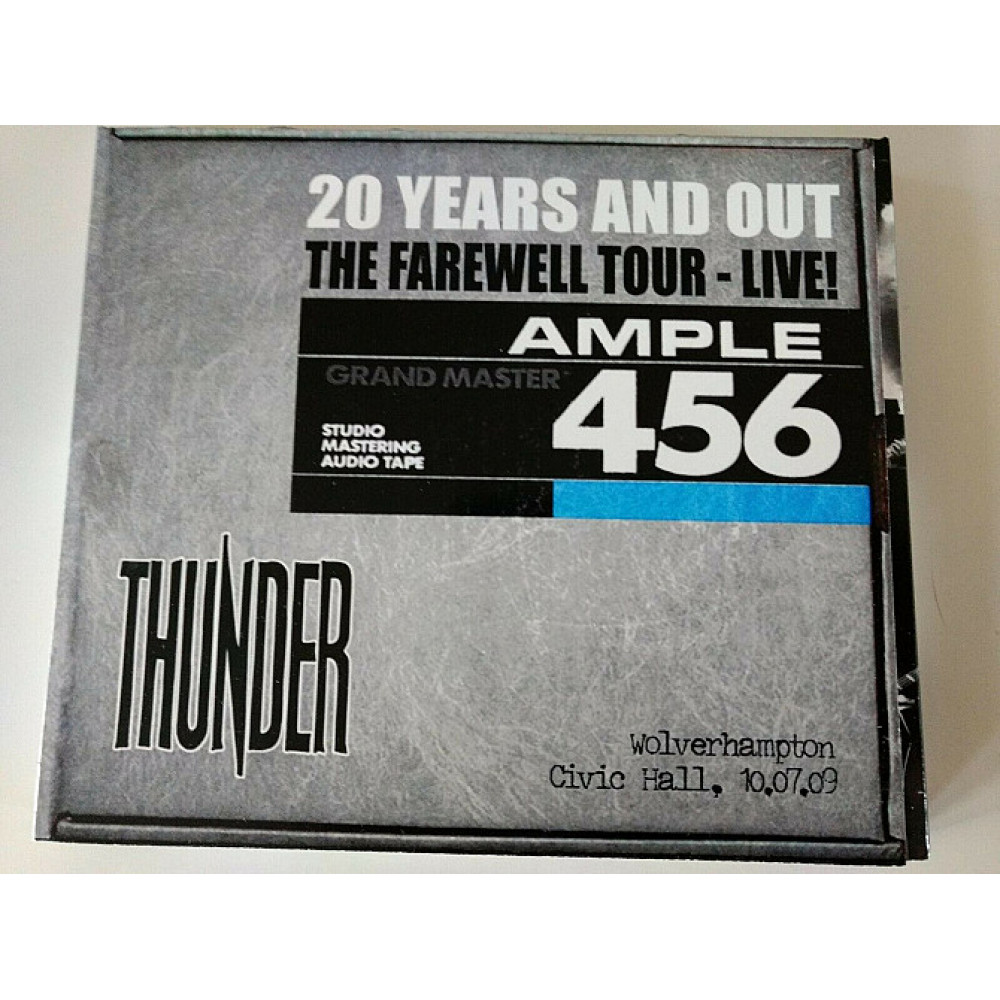 20 YEARS AND OUT
THE FAREWELL TOUR - LIVE!
AMPLE
GRAND MASTER™
456
STUDIO
MASTERING
AUDIO TAPE
THUNDER
Wolverhampton
Civic Hall, 10.07.09